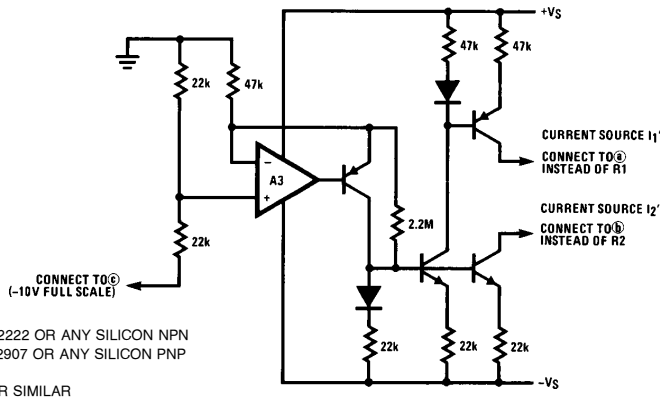 +VS
47k
47k
22k
47k
CURRENT SOURCE I1'
CONNECT TO ⓐ
INSTEAD OF R1
−
A3
+
CURRENT SOURCE I2'
2.2M
CONNECT TO ⓑ
INSTEAD OF R2
22k
CONNECT TO ⓒ
(−10V FULL SCALE)
22k
22k
22k
2222 OR ANY SILICON NPN
2907 OR ANY SILICON PNP
R SIMILAR
−VS